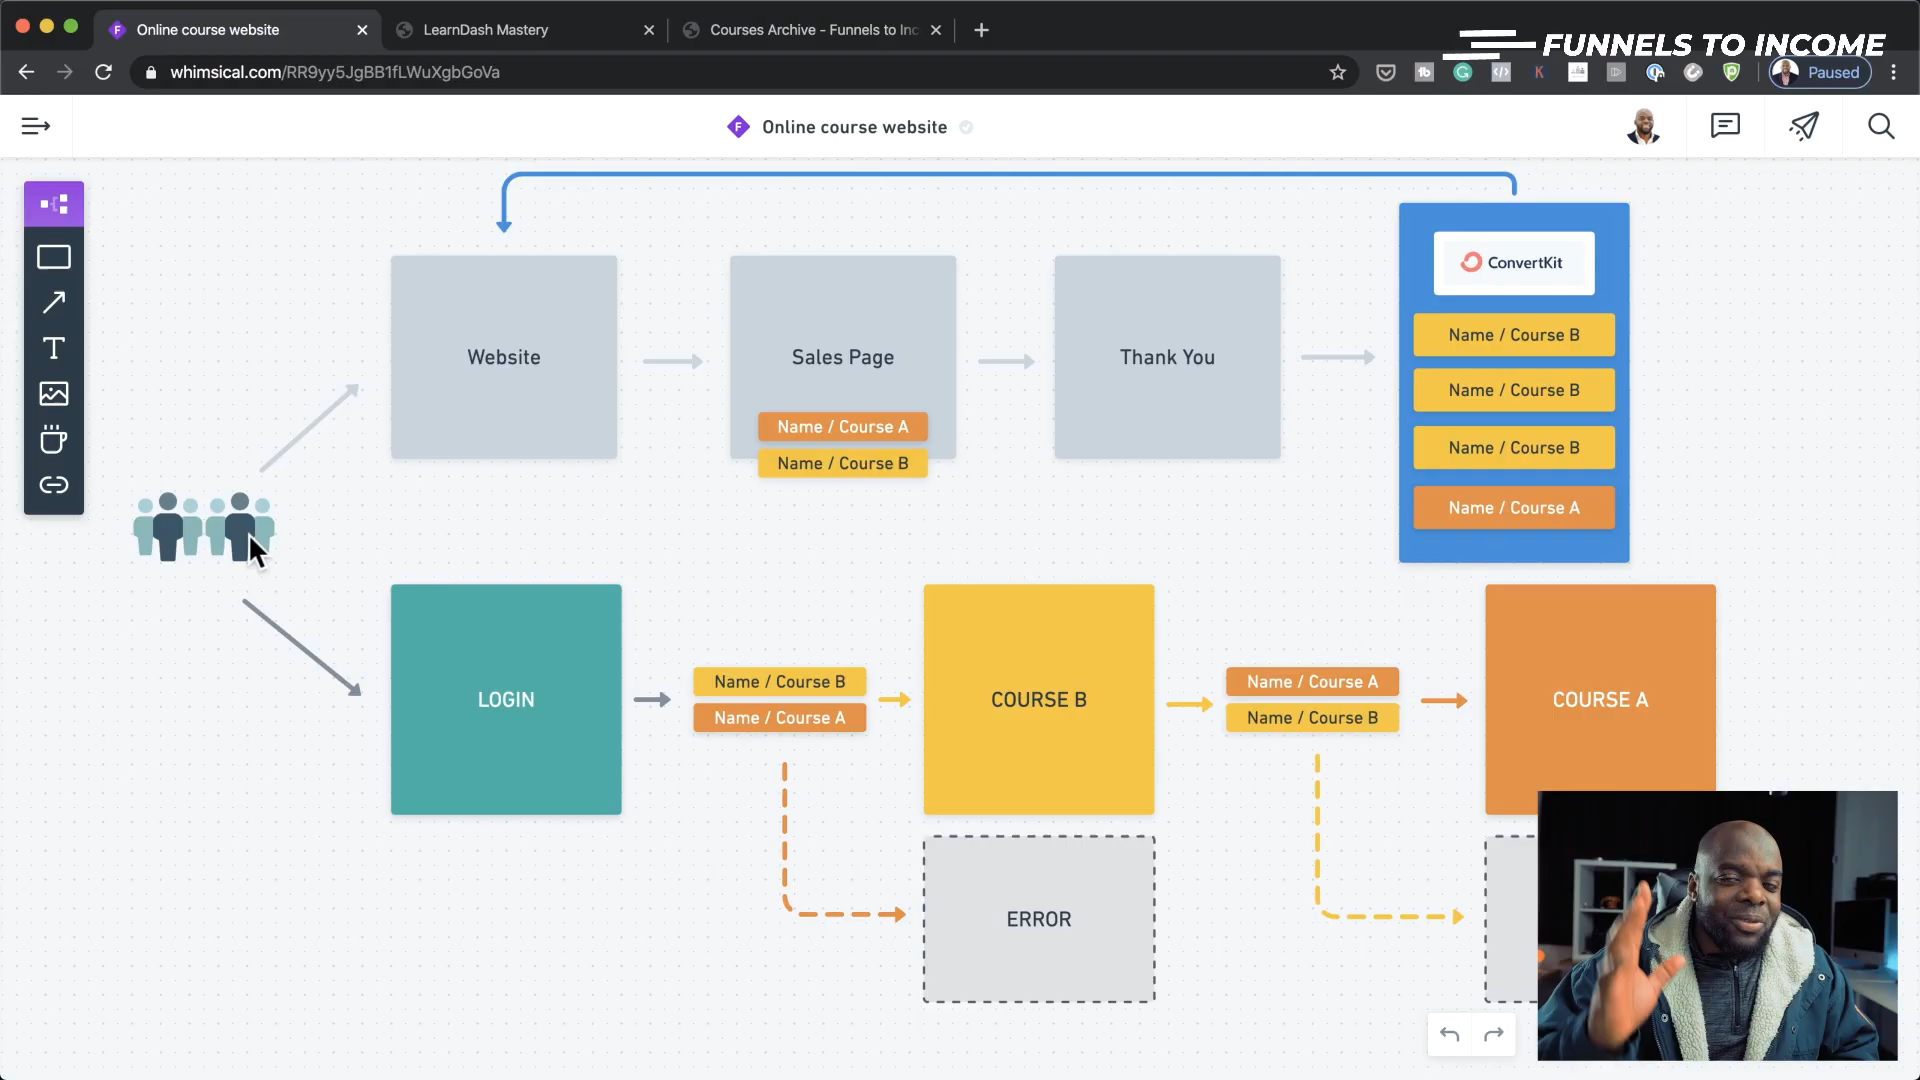 Online course website
LearnDash Mastery
Courses Archive - Funnels to Inc
FUNNELS TO INCOME
whimsical.com/RR9yy5JgBB1fLWuXgbGoVa
Paused
Online course website
ConvertKit
Website
Sales Page
Thank You
Name / Course B
Name / Course B
Name / Course A
Name / Course B
Name / Course B
Name / Course A
LOGIN
Name / Course B
Name / Course A
COURSE B
Name / Course A
Name / Course B
COURSE A
ERROR